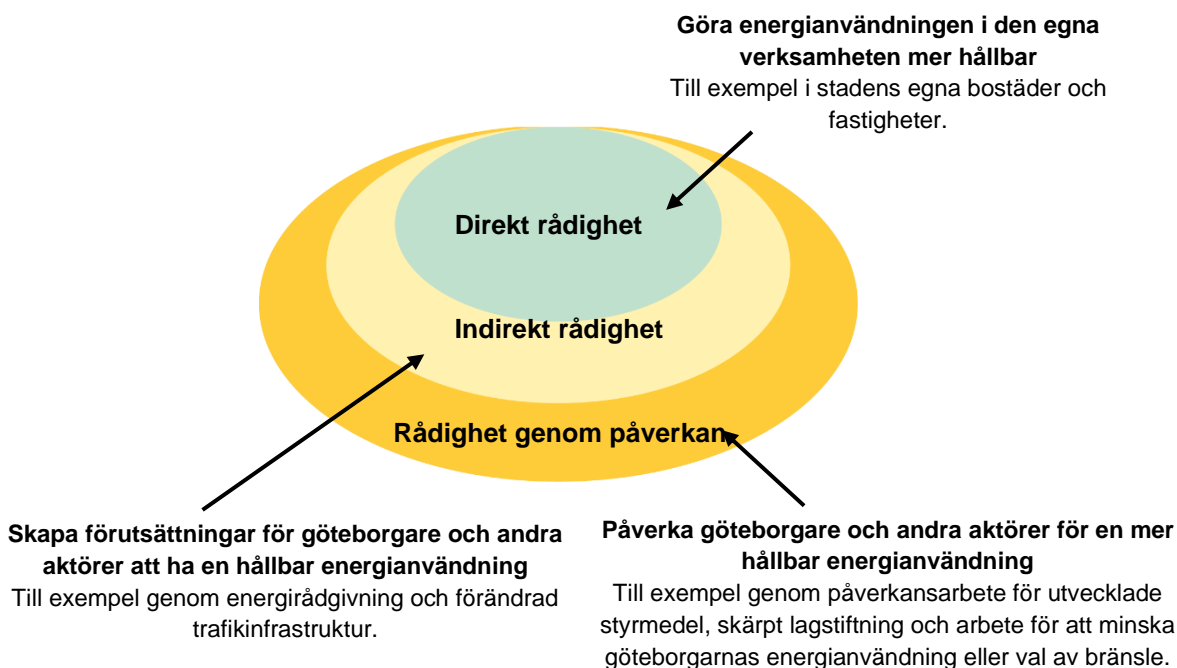 Göra energianvändningen i den egna
verksamheten mer hållbar
Till exempel i stadens egna bostäder och
fastigheter.
Direkt rådighet
Indirekt rådighet
Rådighet genom påverkan
Skapa förutsättningar för göteborgare och andra
aktörer att ha en hållbar energianvändning
Till exempel genom energirådgivning och förändrad
trafikinfrastruktur.
Påverka göteborgare och andra aktörer för en mer
hållbar energianvändning
Till exempel genom påverkansarbete för utvecklade
styrmedel, skärpt lagstiftning och arbete för att minska
göteborgarnas energianvändning eller val av bränsle.